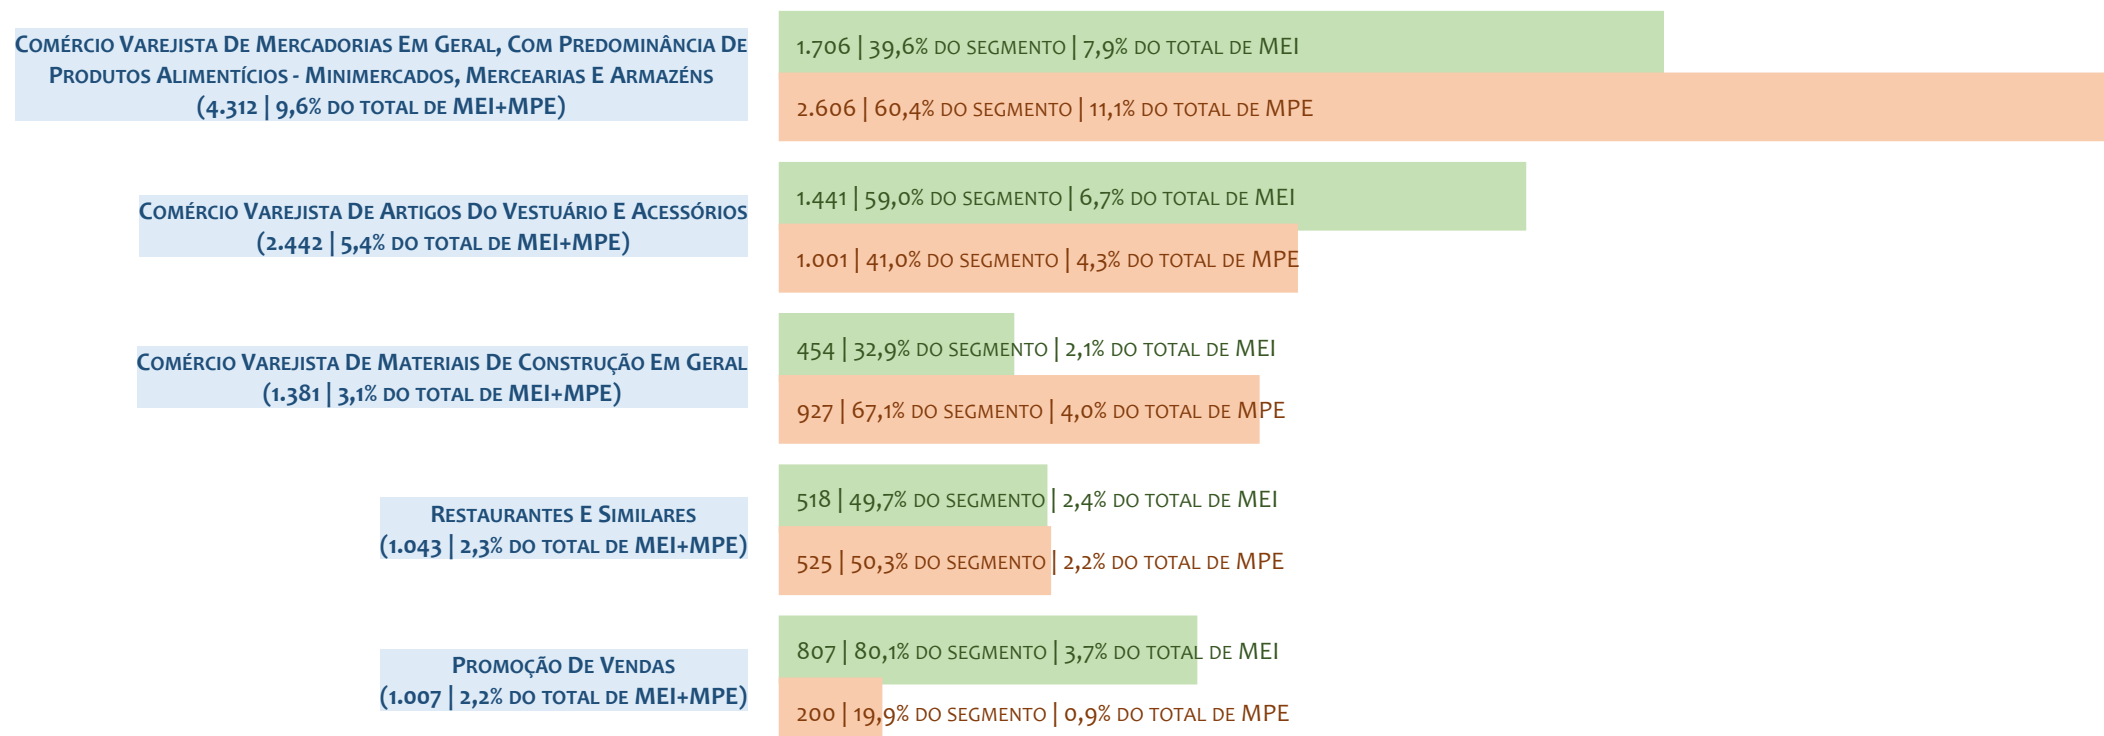 Comércio Varejista De Mercadorias Em Geral, Com Predominância De
Produtos Alimentícios - Minimercados, Mercearias E Armazéns
(4.312 | 9,6% do total de MEI+MPE)
1.706 | 39,6% do segmento | 7,9% do total de MEI
2.606 | 60,4% do segmento | 11,1% do total de MPE
Comércio Varejista De Artigos Do Vestuário E Acessórios
(2.442 | 5,4% do total de MEI+MPE)
1.441 | 59,0% do segmento | 6,7% do total de MEI
1.001 | 41,0% do segmento | 4,3% do total de MPE
Comércio Varejista De Materiais De Construção Em Geral
(1.381 | 3,1% do total de MEI+MPE)
454 | 32,9% do segmento | 2,1% do total de MEI
927 | 67,1% do segmento | 4,0% do total de MPE
Restaurantes E Similares
(1.043 | 2,3% do total de MEI+MPE)
518 | 49,7% do segmento | 2,4% do total de MEI
525 | 50,3% do segmento | 2,2% do total de MPE
Promoção De Vendas
(1.007 | 2,2% do total de MEI+MPE)
807 | 80,1% do segmento | 3,7% do total de MEI
200 | 19,9% do segmento | 0,9% do total de MPE